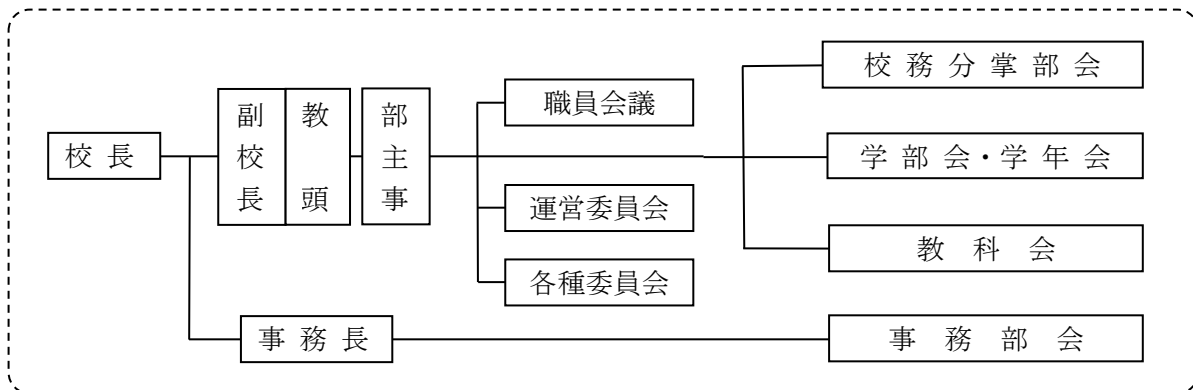 校長
副校長
教頭
部主事
職員会議
運営委員会
各種委員会
校務分掌部会
学部会・学年会
教科会
事務長
事務部会